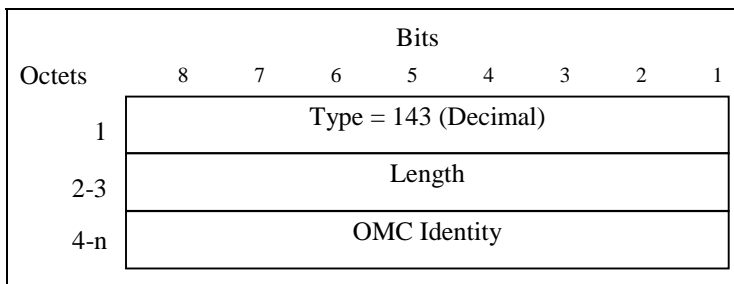 Bits
Octets 8 7 6 5 4 3 2 1
1 Type = 143 (Decimal)
2-3 Length
4-n OMC Identity